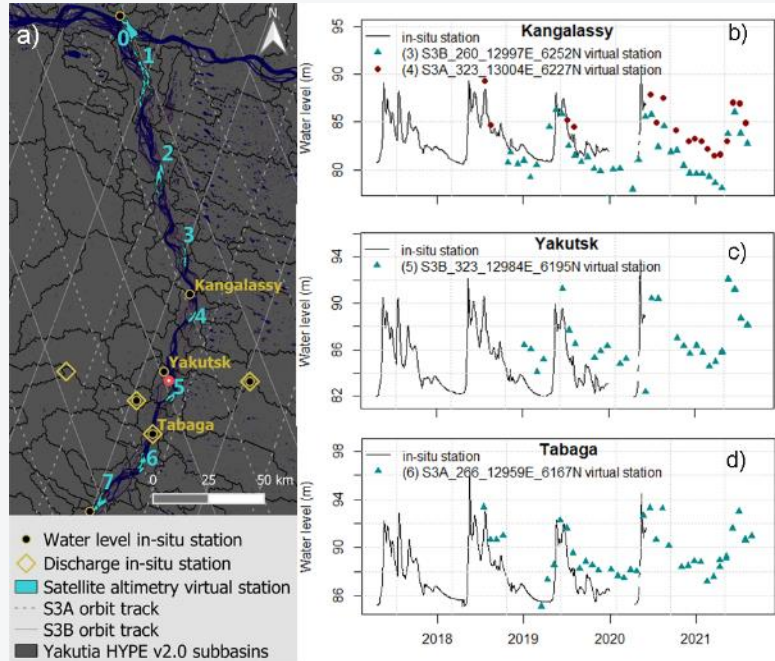 a)
0
1
2
3
Kangalassy
4
Yakutsk
5
Tabaga
6
7
0 25 50 km
Water level in-situ station
Discharge in-situ station
Satellite altimetry virtual station
S3A orbit track
S3B orbit track
Yakutia HYPE v2.0 subbasins
Kangalassy
b)
in-situ station
(3) S3B_260_12997E_6252N virtual station
(4) S3A_323_13004E_6227N virtual station
Water level (m)
95
90
85
80
Yakutsk
c)
in-situ station
(5) S3B_323_12984E_6195N virtual station
Water level (m)
94
90
86
82
Tabaga
d)
in-situ station
(6) S3A_266_12959E_6167N virtual station
Water level (m)
98
94
90
86
2018 2019 2020 2021